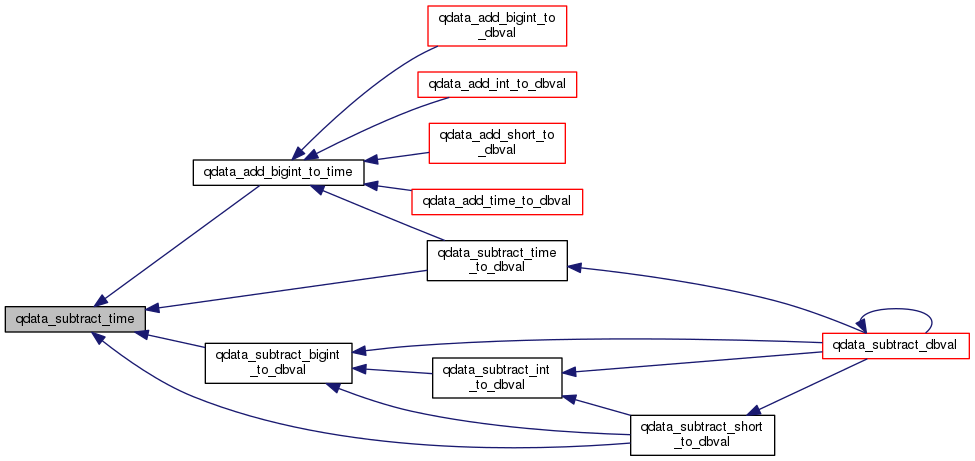 qdata_add_bigint_to
_dbval
qdata_add_int_to_dbval
qdata_add_short_to
_dbval
qdata_add_bigint_to_time
qdata_add_time_to_dbval
qdata_subtract_time
_to_dbval
qdata_subtract_time
qdata_subtract_dbval
qdata_subtract_bigint
_to_dbval
qdata_subtract_int
_to_dbval
qdata_subtract_short
_to_dbval